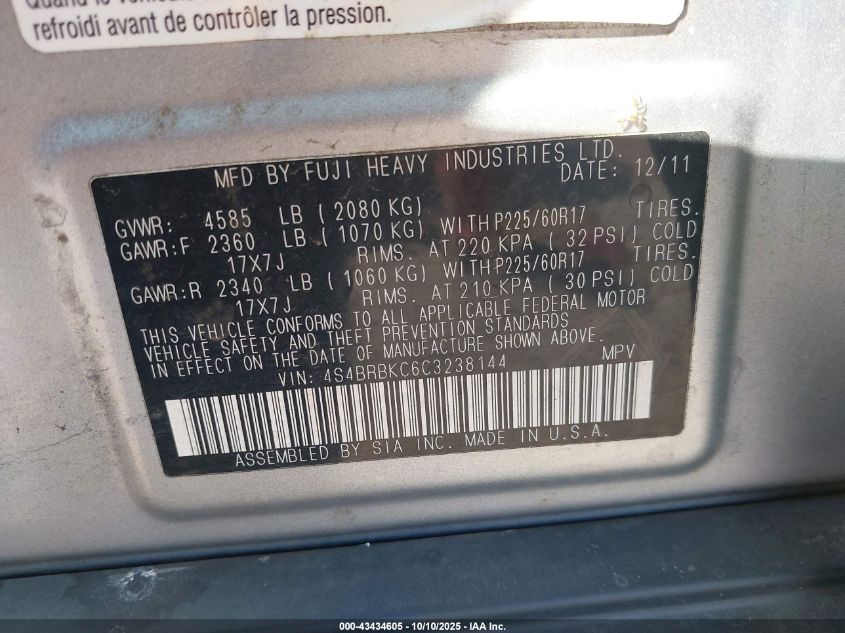 refroidi avant de contrôler la pression.
MFD BY FUJI HEAVY INDUSTRIES LTD.
DATE: 12/11
GVWR: 4585 LB ( 2080 KG)
GAWR:F 2360 LB ( 1070 KG) WITH P225/60R17 TIRES.
17X7J RIMS. AT 220 KPA ( 32 PSI) COLD
GAWR:R 2340 LB ( 1060 KG) WITH P225/60R17 TIRES.
17X7J RIMS. AT 210 KPA ( 30 PSI) COLD
THIS VEHICLE CONFORMS TO ALL APPLICABLE FEDERAL MOTOR
VEHICLE SAFETY AND THEFT PREVENTION STANDARDS
IN EFFECT ON THE DATE OF MANUFACTURE SHOWN ABOVE.
VIN: 4S4BRBKC6C3238144 MPV
ASSEMBLED BY SIA INC. MADE IN U.S.A.
000-43434605 - 10/10/2025 - IAA Inc.